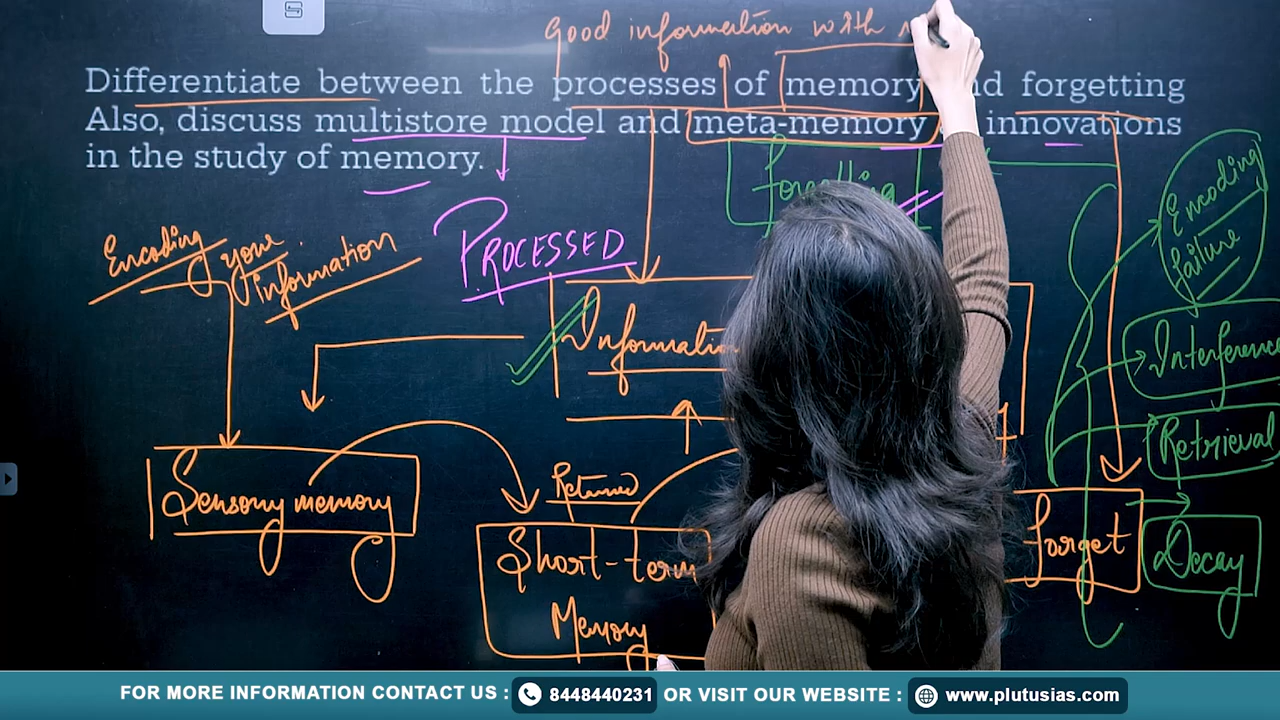 good information with
Differentiate between the processes of memory and forgetting
Also, discuss multistore model and meta-memory innovations
in the study of memory.
forgetting
Encoding
failure
Encoding your
information
PROCESSED
Information
Interference
Retrieval
Sensory memory
Short-term
Memory
forget
Decay
FOR MORE INFORMATION CONTACT US : 8448440231 OR VISIT OUR WEBSITE : www.plutusias.com